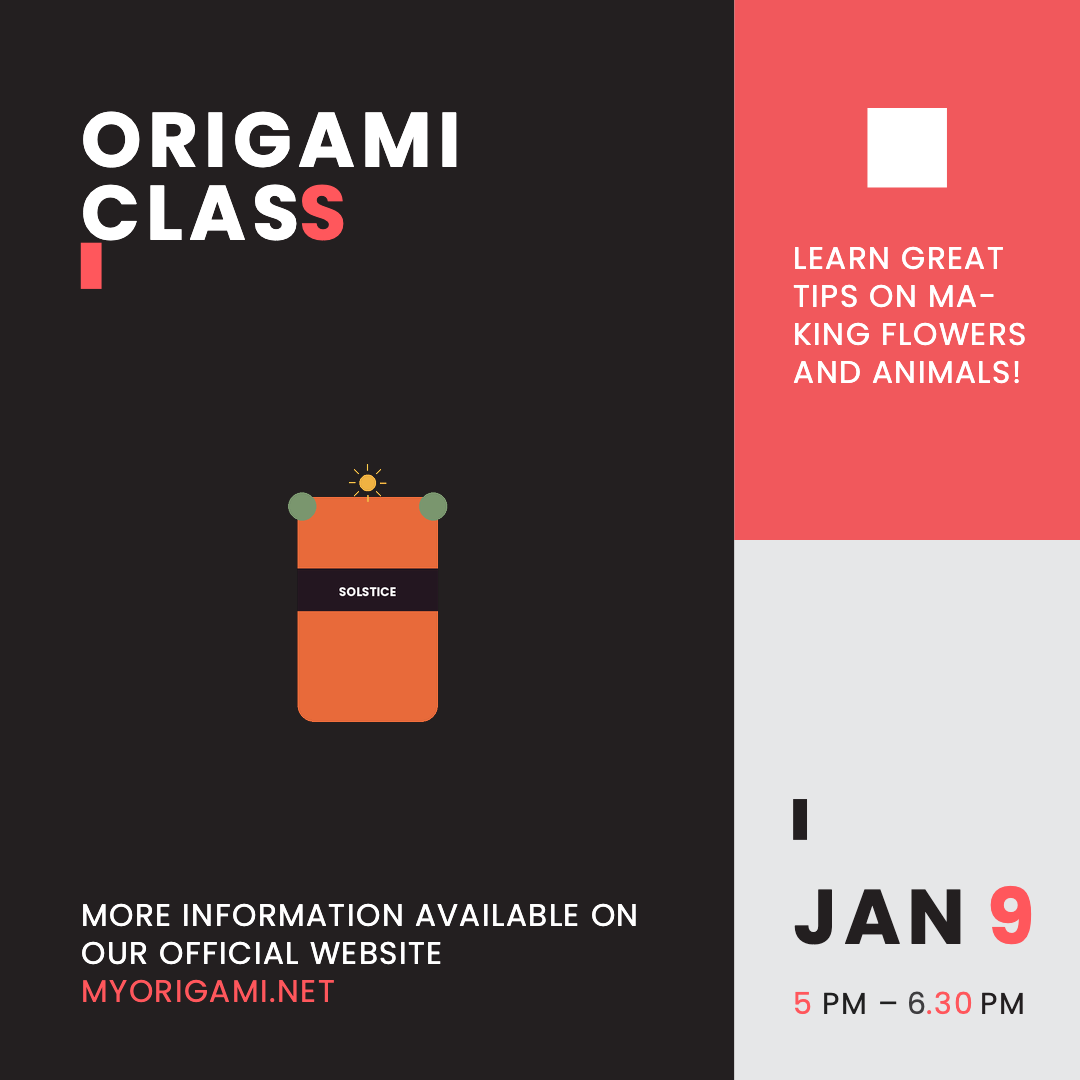 ORIGAMI
CLASS
LEARN GREAT
TIPS ON MA-
KING FLOWERS
AND ANIMALS!
SOLSTICE
MORE INFORMATION AVAILABLE ON
OUR OFFICIAL WEBSITE
MYORIGAMI.NET
JAN 9
5 PM – 6.30 PM